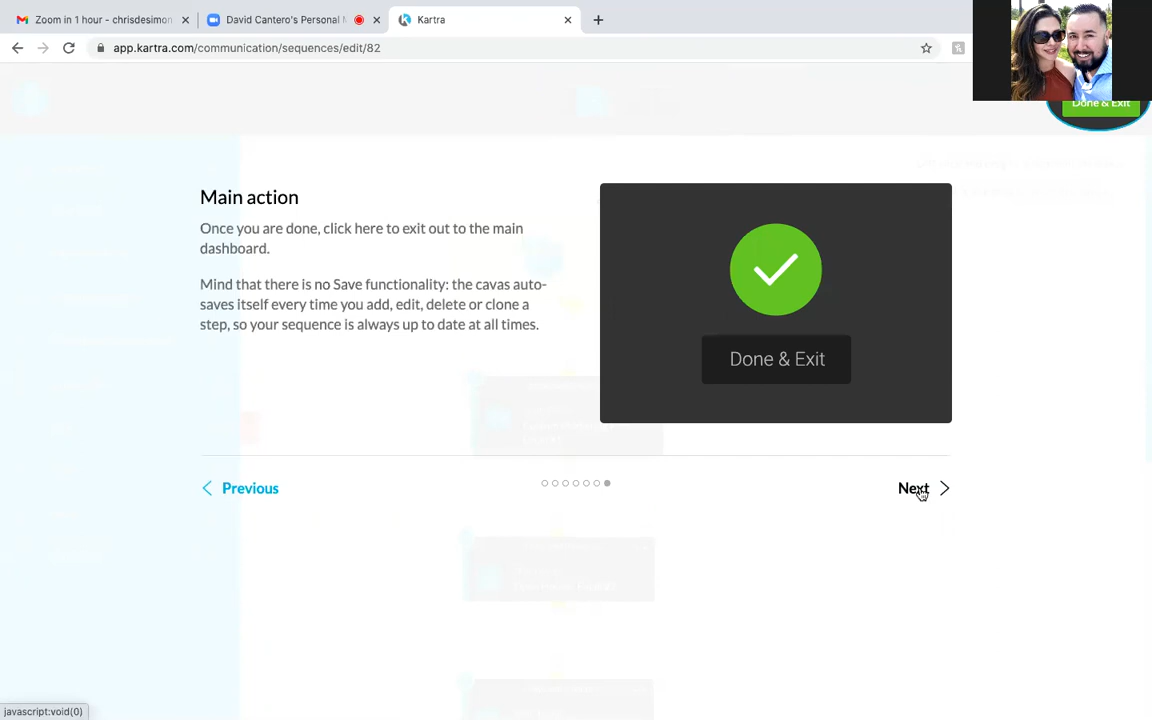 Zoom in 1 hour - chrisdesimon
David Cantero's Personal M
Kartra
app.kartra.com/communication/sequences/edit/82
Done & Exit
Main action
Once you are done, click here to exit out to the main
dashboard.
Mind that there is no Save functionality: the cavas auto-
saves itself every time you add, edit, delete or clone a
step, so your sequence is always up to date at all times.
Done & Exit
Previous
Next
javascript:void(0)